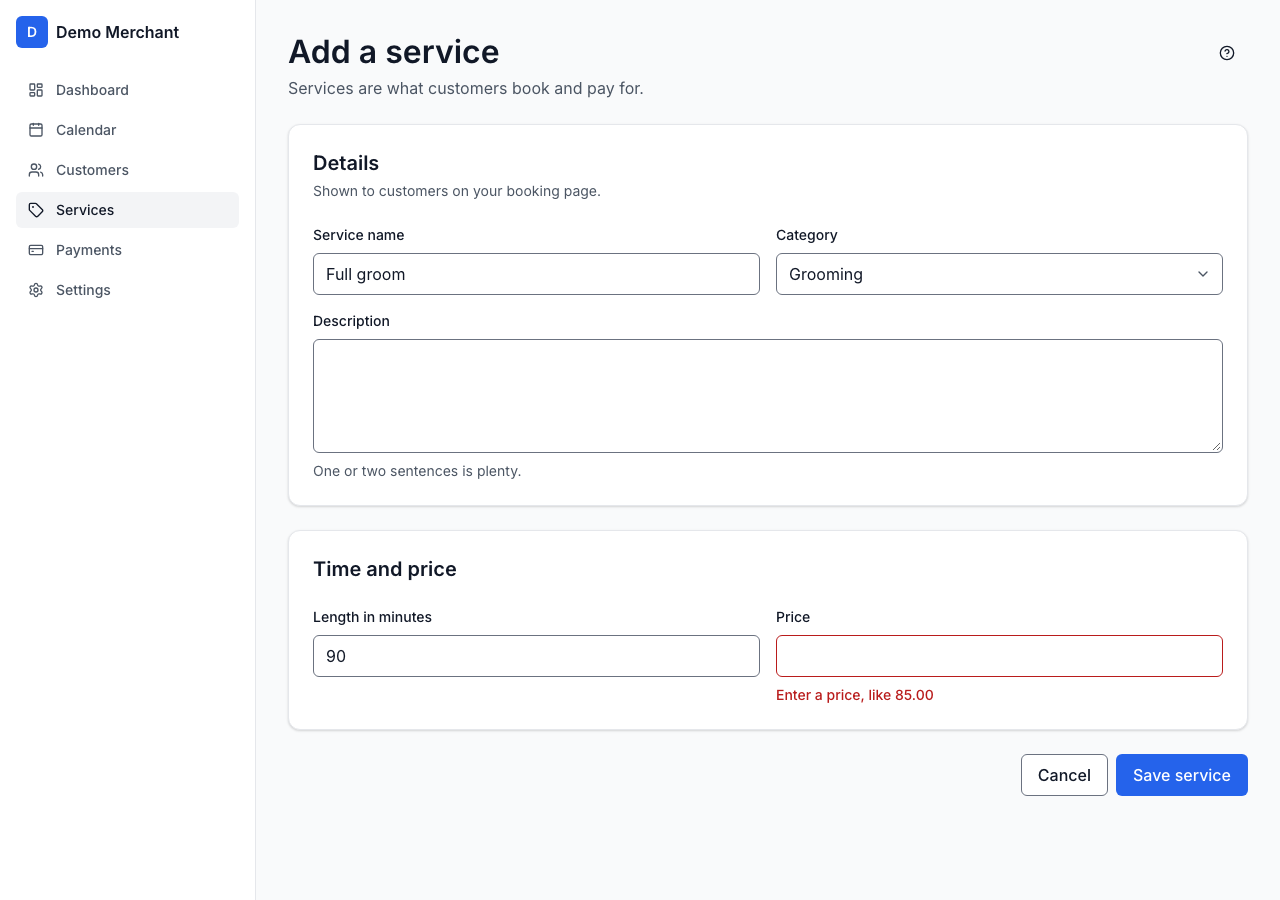 D Demo Merchant
Dashboard
Calendar
Customers
Services
Payments
Settings
Add a service
Services are what customers book and pay for.
Details
Shown to customers on your booking page.
Service name
Category
Full groom
Grooming
Description
One or two sentences is plenty.
Time and price
Length in minutes
Price
90
Enter a price, like 85.00
Cancel
Save service